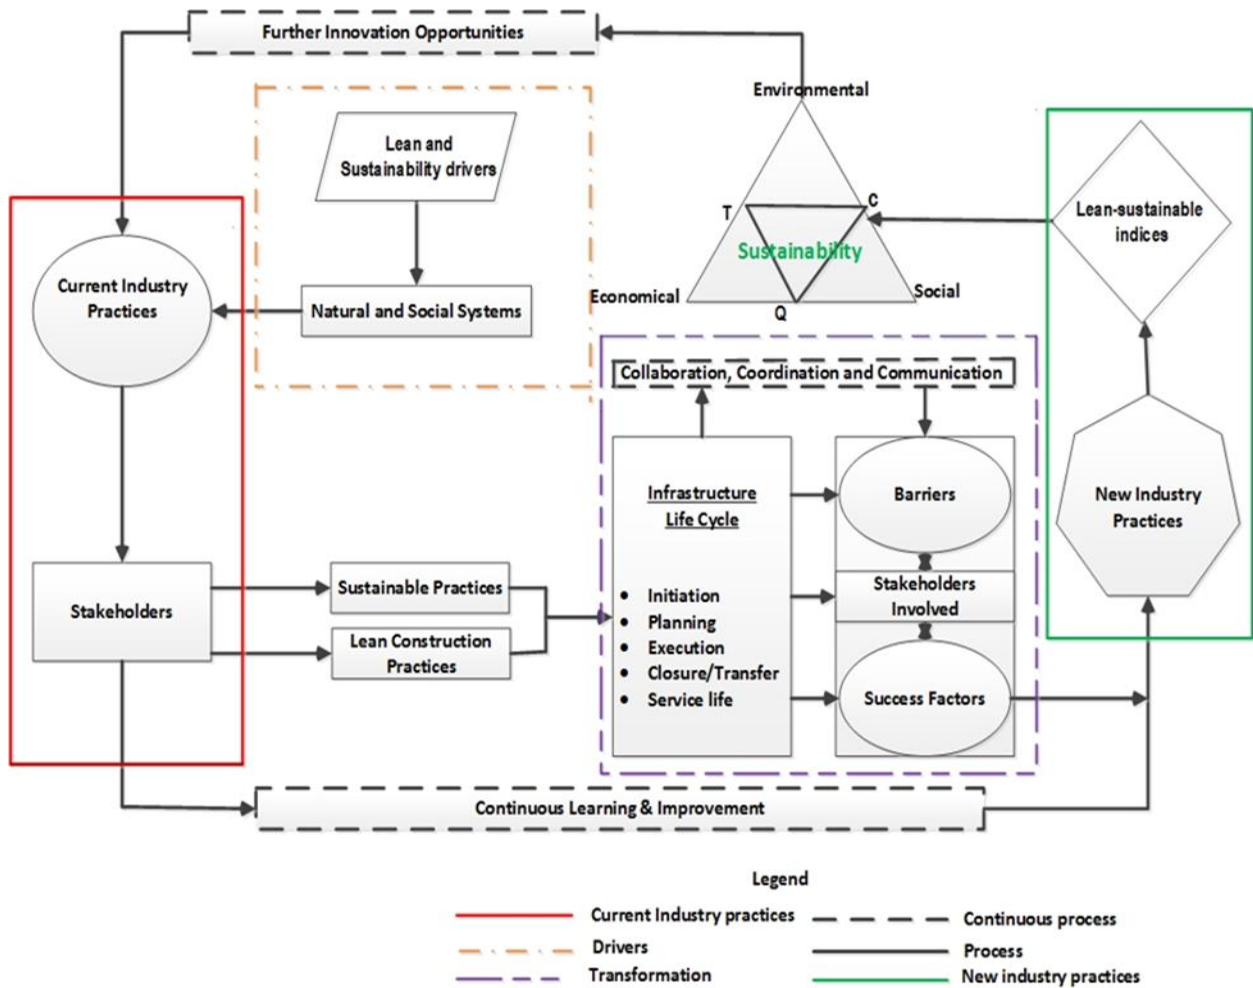 Further Innovation Opportunities
Environmental
Lean and
Sustainability drivers
T
C
Lean-sustainable
indices
Sustainability
Current Industry
Practices
Natural and Social Systems
Economical
Social
Q
Collaboration, Coordination and Communication
Infrastructure
Life Cycle
Barriers
New Industry
Practices
Stakeholders
Sustainable Practices
Lean Construction
Practices
• Initiation
• Planning
• Execution
• Closure/Transfer
• Service life
Stakeholders
Involved
Success Factors
Continuous Learning & Improvement
Legend
Current Industry practices
Continuous process
Drivers
Process
Transformation
New industry practices